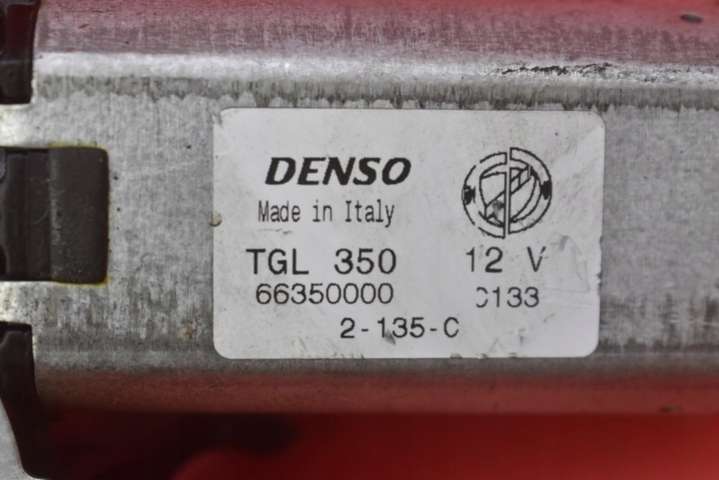 DENSO
Made in Italy
TGL 350 12 V
66350000 C133
2-135-C